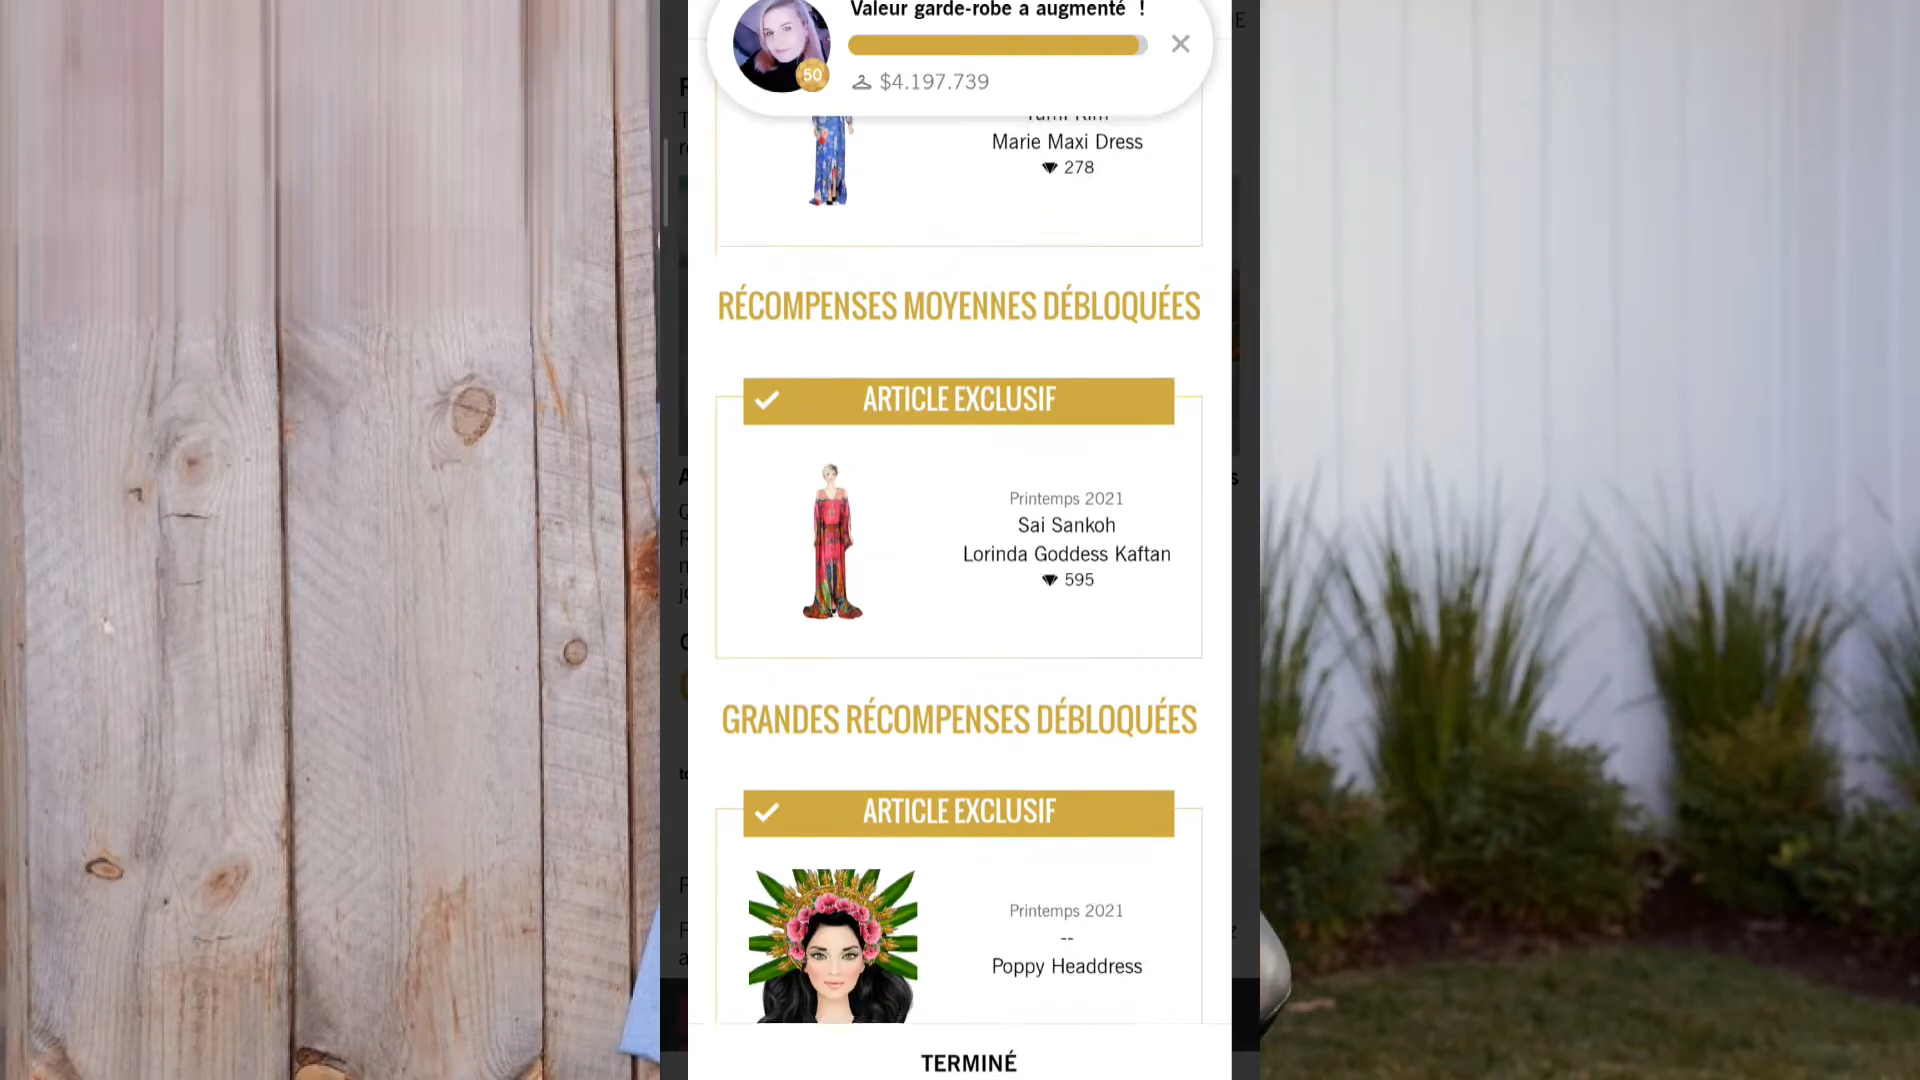 Valeur garde-robe a augmenté !
50
$4.197.739
Marie Maxi Dress
278
RÉCOMPENSES MOYENNES DÉBLOQUÉES
ARTICLE EXCLUSIF
Printemps 2021
Sai Sankoh
Lorinda Goddess Kaftan
595
GRANDES RÉCOMPENSES DÉBLOQUÉES
ARTICLE EXCLUSIF
Printemps 2021
--
Poppy Headdress
TERMINÉ